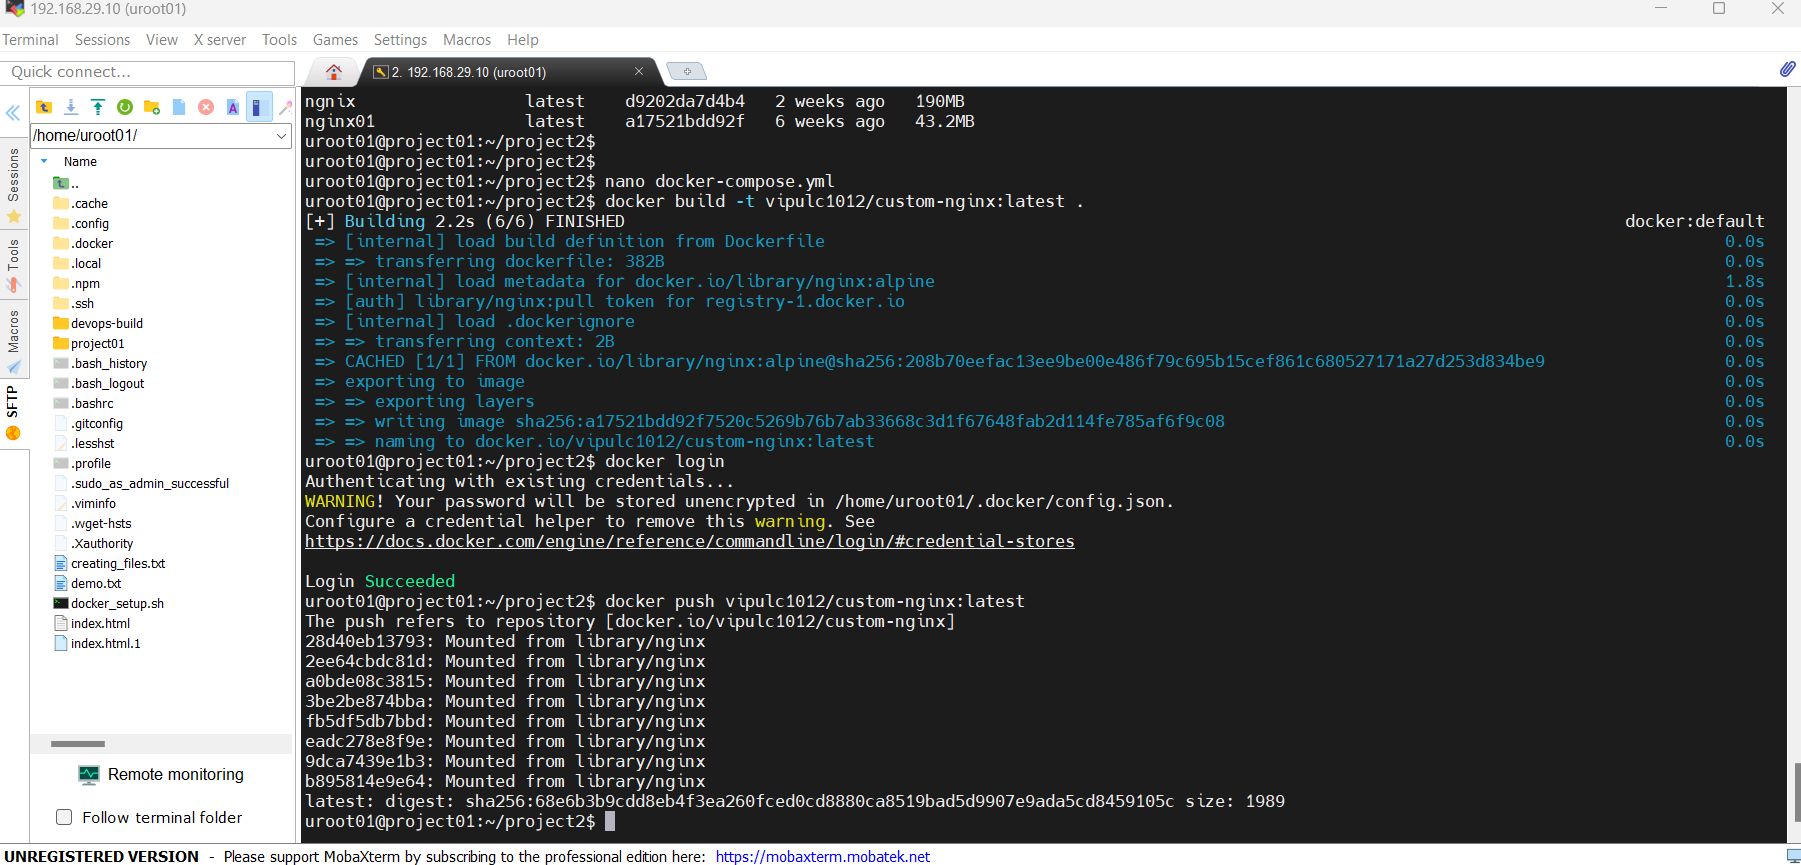 192.168.29.10 (uroot01)
Terminal Sessions View X server Tools Games Settings Macros Help
Quick connect...
2. 192.168.29.10 (uroot01)
/home/uroot01/
Name
..
.cache
.config
.docker
.local
.npm
.ssh
devops-build
project01
.bash_history
.bash_logout
.bashrc
.gitconfig
.lesshst
.profile
.sudo_as_admin_successful
.viminfo
.wget-hsts
.Xauthority
creating_files.txt
demo.txt
docker_setup.sh
index.html
index.html.1
Sessions
Tools
Macros
SFTP
Remote monitoring
Follow terminal folder
ngnix latest d9202da7d4b4 2 weeks ago 190MB
nginx01 latest a17521bdd92f 6 weeks ago 43.2MB
uroot01@project01:~/project2$
uroot01@project01:~/project2$
uroot01@project01:~/project2$ nano docker-compose.yml
uroot01@project01:~/project2$ docker build -t vipulc1012/custom-nginx:latest .
[+] Building 2.2s (6/6) FINISHED docker:default
=> [internal] load build definition from Dockerfile 0.0s
=> => transferring dockerfile: 382B 0.0s
=> [internal] load metadata for docker.io/library/nginx:alpine 1.8s
=> [auth] library/nginx:pull token for registry-1.docker.io 0.0s
=> [internal] load .dockerignore 0.0s
=> => transferring context: 2B 0.0s
=> CACHED [1/1] FROM docker.io/library/nginx:alpine@sha256:208b70eefac13ee9be00e486f79c695b15cef861c680527171a27d253d834be9 0.0s
=> exporting to image 0.0s
=> => exporting layers 0.0s
=> => writing image sha256:a17521bdd92f7520c5269b76b7ab33668c3d1f67648fab2d114fe785af6f9c08 0.0s
=> => naming to docker.io/vipulc1012/custom-nginx:latest 0.0s
uroot01@project01:~/project2$ docker login
Authenticating with existing credentials...
WARNING! Your password will be stored unencrypted in /home/uroot01/.docker/config.json.
Configure a credential helper to remove this warning. See
https://docs.docker.com/engine/reference/commandline/login/#credential-stores
Login Succeeded
uroot01@project01:~/project2$ docker push vipulc1012/custom-nginx:latest
The push refers to repository [docker.io/vipulc1012/custom-nginx]
28d40eb13793: Mounted from library/nginx
2ee64cbdc81d: Mounted from library/nginx
a0bde08c3815: Mounted from library/nginx
3be2be874bba: Mounted from library/nginx
fb5df5db7bbd: Mounted from library/nginx
eadc278e8f9e: Mounted from library/nginx
9dca7439e1b3: Mounted from library/nginx
b895814e9e64: Mounted from library/nginx
latest: digest: sha256:68e6b3b9cdd8eb4f3ea260fced0cd8880ca8519bad5d9907e9ada5cd8459105c size: 1989
uroot01@project01:~/project2$
UNREGISTERED VERSION - Please support MobaXterm by subscribing to the professional edition here: https://mobaxterm.mobatek.net